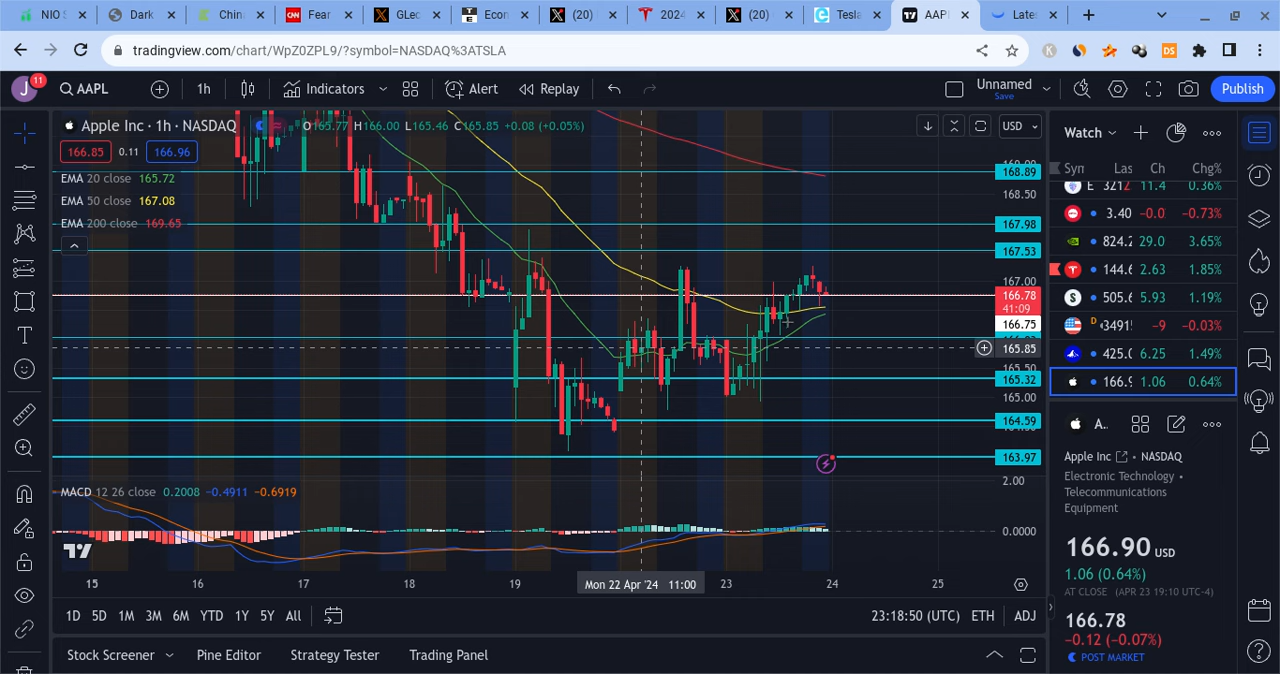 NIO S
Dark
China
Fear
GLec
Econ
(20)
2024
(20)
Tesla
AAPL
Late
tradingview.com/chart/WpZ0ZPL9/?symbol=NASDAQ%3ATSLA
J 11 AAPL 1h Indicators Alert Replay Unnamed Save Publish
Apple Inc · 1h · NASDAQ O165.77 H166.00 L165.46 C165.85 +0.08 (+0.05%) USD
166.85 0.11 166.96
EMA 20 close 165.72
EMA 50 close 167.08
EMA 200 close 169.65
168.89
168.50
167.98
167.53
167.00
166.78
41:09
166.75
165.85
165.50
165.32
165.00
164.59
163.97
MACD 12 26 close 0.2008 −0.4911 −0.6919
2.00
0.0000
15 16 17 18 19 Mon 22 Apr '24 11:00 23 24 25
1D 5D 1M 3M 6M YTD 1Y 5Y All 23:18:50 (UTC) ETH ADJ
Stock Screener Pine Editor Strategy Tester Trading Panel
Watch
Syn Las Ch Chg%
E 3212 11.4 0.36%
3.40 −0.0 −0.73%
824.2 29.0 3.65%
144.6 2.63 1.85%
505.6 5.93 1.19%
D 3491 −9 −0.03%
425.0 6.25 1.49%
166.9 1.06 0.64%
A..
Apple Inc • NASDAQ
Electronic Technology •
Telecommunications
Equipment
166.90 USD
1.06 (0.64%)
AT CLOSE (APR 23 19:10 UTC-4)
166.78
−0.12 (−0.07%)
POST MARKET